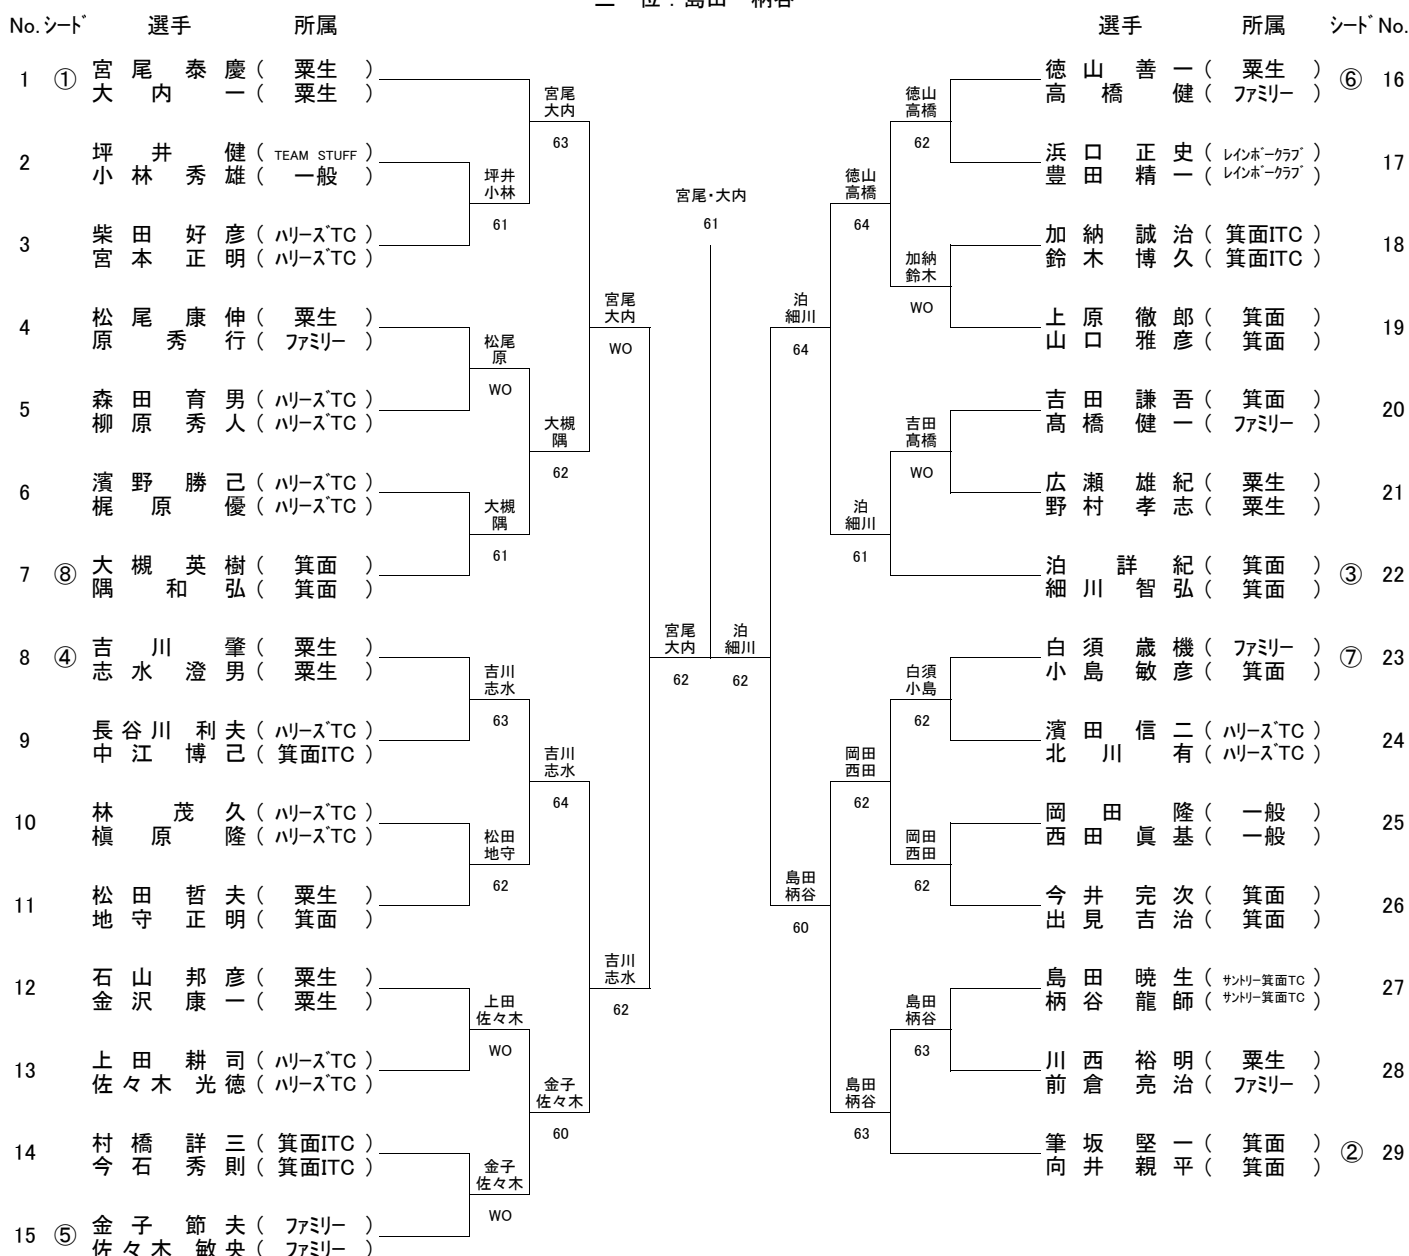 三 位 : 島田・柄谷
No. シード 選手 所属
1 ① 宮尾 泰慶 ( 粟生 )
大内 一 ( 粟生 )
2 坪井 健 ( TEAM STUFF )
小林 秀雄 ( 一般 )
3 柴田 好彦 ( ハリーズTC )
宮本 正明 ( ハリーズTC )
4 松尾 康伸 ( 粟生 )
原 秀行 ( ファミリー )
5 森田 育男 ( ハリーズTC )
柳原 秀人 ( ハリーズTC )
6 濱野 勝己 ( ハリーズTC )
梶原 優 ( ハリーズTC )
7 ⑧ 大槻 英樹 ( 箕面 )
隅 和弘 ( 箕面 )
8 ④ 吉川 肇 ( 粟生 )
志水 澄男 ( 粟生 )
9 長谷川 利夫 ( ハリーズTC )
中江 博己 ( 箕面ITC )
10 林 茂久 ( ハリーズTC )
槇原 隆 ( ハリーズTC )
11 松田 哲夫 ( 粟生 )
地守 正明 ( 箕面 )
12 石山 邦彦 ( 粟生 )
金沢 康一 ( 粟生 )
13 上田 耕司 ( ハリーズTC )
佐々木 光徳 ( ハリーズTC )
14 村橋 詳三 ( 箕面ITC )
今石 秀則 ( 箕面ITC )
15 ⑤ 金子 節夫 ( ファミリー )
佐々木 敏央 ( ファミリー )
坪井
小林
61
松尾
原
WO
大槻
隅
61
吉川
志水
63
松田
地守
62
上田
佐々木
WO
金子
佐々木
WO
宮尾
大内
63
大槻
隅
62
吉川
志水
64
金子
佐々木
60
宮尾
大内
WO
吉川
志水
62
宮尾
大内
62
宮尾・大内
61
泊
細川
62
泊
細川
64
島田
柄谷
60
徳山
高橋
64
泊
細川
61
岡田
西田
62
島田
柄谷
63
徳山
高橋
62
加納
鈴木
WO
吉田
髙橋
WO
白須
小島
62
岡田
西田
62
島田
柄谷
63
選手 所属 シード No.
徳山 善一 ( 粟生 ) ⑥ 16
高橋 健 ( ファミリー )
浜口 正史 ( レインボークラブ ) 17
豊田 精一 ( レインボークラブ )
加納 誠治 ( 箕面ITC ) 18
鈴木 博久 ( 箕面ITC )
上原 徹郎 ( 箕面 ) 19
山口 雅彦 ( 箕面 )
吉田 謙吾 ( 箕面 ) 20
髙橋 健一 ( ファミリー )
広瀬 雄紀 ( 粟生 ) 21
野村 孝志 ( 粟生 )
泊 詳紀 ( 箕面 ) ③ 22
細川 智弘 ( 箕面 )
白須 歳機 ( ファミリー ) ⑦ 23
小島 敏彦 ( 箕面 )
濱田 信二 ( ハリーズTC ) 24
北川 有 ( ハリーズTC )
岡田 隆 ( 一般 ) 25
西田 眞基 ( 一般 )
今井 完次 ( 箕面 ) 26
出見 吉治 ( 箕面 )
島田 暁生 ( サントリー箕面TC ) 27
柄谷 龍師 ( サントリー箕面TC )
川西 裕明 ( 粟生 ) 28
前倉 亮治 ( ファミリー )
筆坂 堅一 ( 箕面 ) ② 29
向井 親平 ( 箕面 )